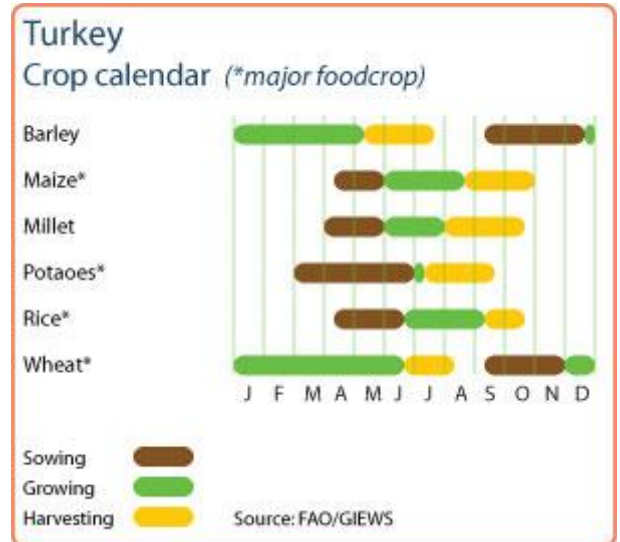 Turkey
Crop calendar (*major foodcrop)
Barley
Maize*
Millet
Potaoes*
Rice*
Wheat*
J F M A M J J A S O N D
Sowing
Growing
Harvesting Source: FAO/GIEWS